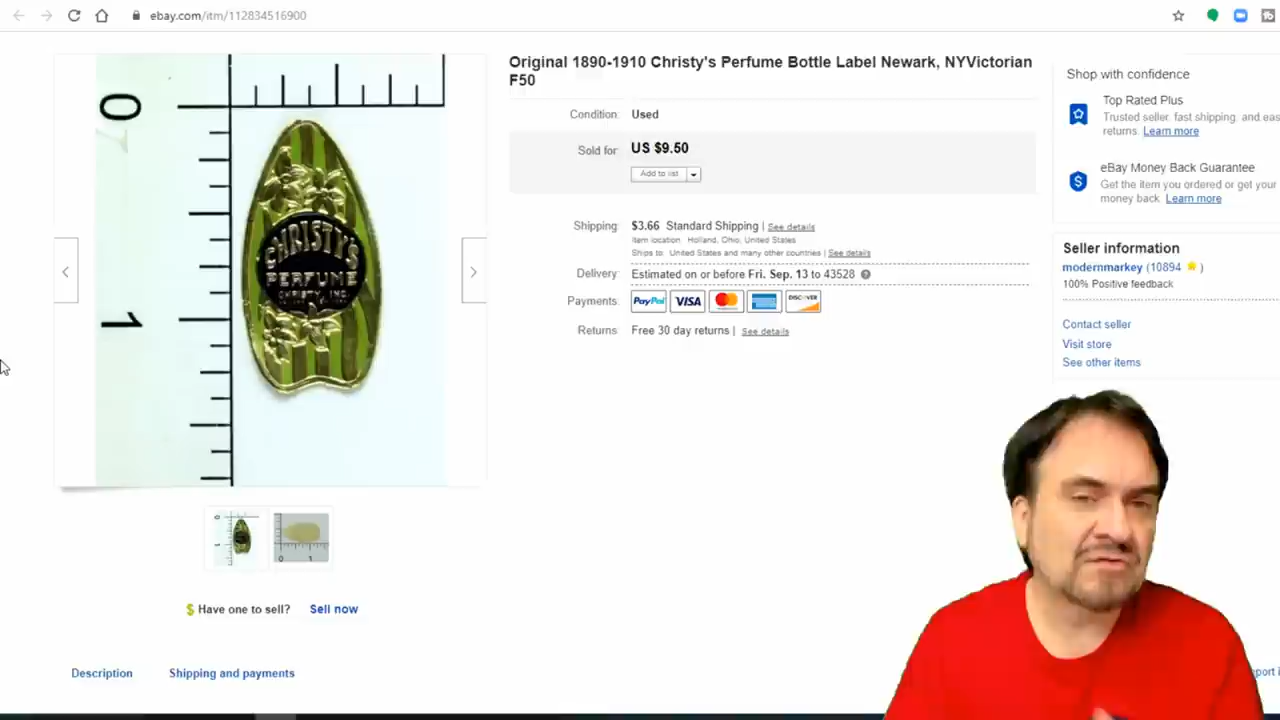 ebay.com/itm/112834516900
Original 1890-1910 Christy's Perfume Bottle Label Newark, NYVictorian
F50
Condition: Used
Sold for: US $9.50
Add to list
Shipping: $3.66 Standard Shipping | See details
Item location: Holland, Ohio, United States
Ships to: United States and many other countries | See details
Delivery: Estimated on or before Fri. Sep. 13 to 43528
Payments: PayPal VISA DISCOVER
Returns: Free 30 day returns | See details
Shop with confidence
Top Rated Plus
Trusted seller, fast shipping, and eas
returns. Learn more
eBay Money Back Guarantee
Get the item you ordered or get your
money back. Learn more
Seller information
modernmarkey (10894 )
100% Positive feedback
Contact seller
Visit store
See other items
0
1
CHRISTY'S
PERFUME
CHRISTY, INC.
0 1
$ Have one to sell? Sell now
Description Shipping and payments
port i